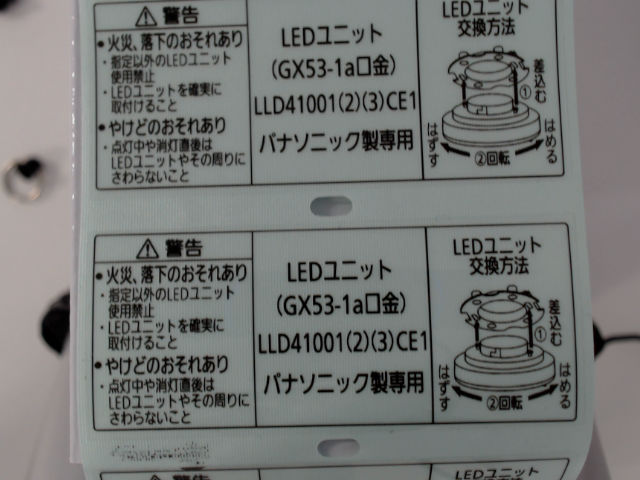 ⚠警告
●火災、落下のおそれあり
・指定以外のLEDユニット
使用禁止
・LEDユニットを確実に
取付けること
●やけどのおそれあり
・点灯中や消灯直後は
LEDユニットやその周りに
さわらないこと
LEDユニット
(GX53-1a口金)
LLD41001(2)(3)CE1
パナソニック製専用
LEDユニット
交換方法
差込む
①
はずす
はめる
②回転
⚠警告
●火災、落下のおそれあり
・指定以外のLEDユニット
使用禁止
・LEDユニットを確実に
取付けること
●やけどのおそれあり
・点灯中や消灯直後は
LEDユニットやその周りに
さわらないこと
LEDユニット
(GX53-1a口金)
LLD41001(2)(3)CE1
パナソニック製専用
LEDユニット
交換方法
差込む
①
はずす
はめる
②回転
⚠警告
LEDユニット